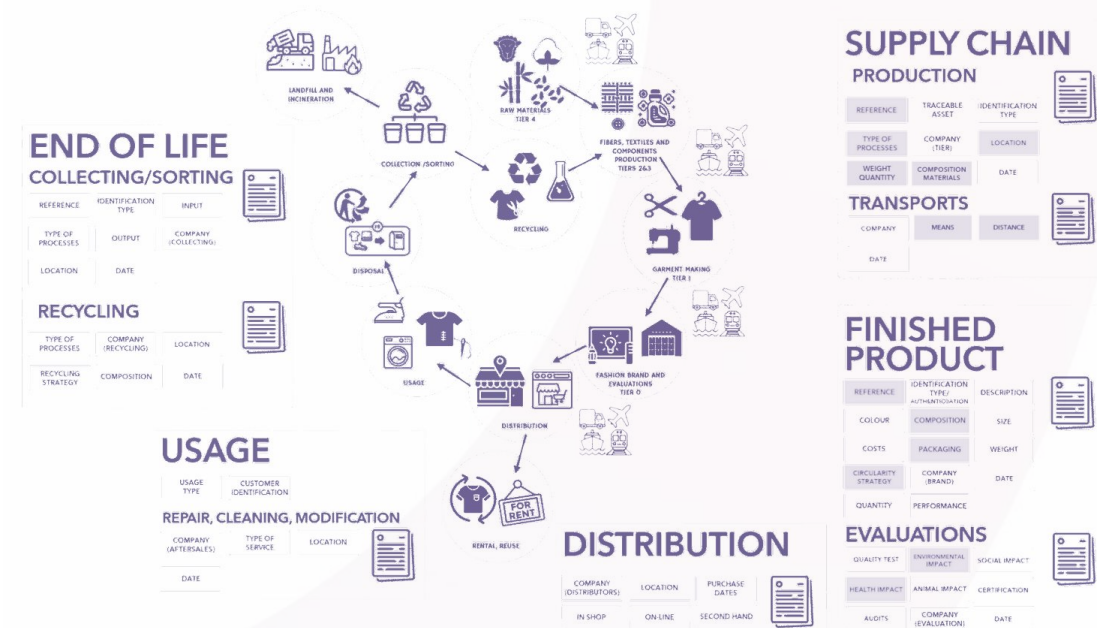 LANDFILL AND
INCINERATION
RAW MATERIALS
TIER 4
FIBERS, TEXTILES AND
COMPONENTS
PRODUCTION
TIERS 2&3
COLLECTION /SORTING
RECYCLING
DISPOSAL
GARMENT MAKING
TIER 1
USAGE
FASHION BRAND AND
EVALUATIONS
TIER 0
DISTRIBUTION
FOR
RENT
RENTAL, REUSE
END OF LIFE
COLLECTING/SORTING
REFERENCE
IDENTIFICATION
TYPE
INPUT
TYPE OF
PROCESSES
OUTPUT
COMPANY
(COLLECTING)
LOCATION
DATE
RECYCLING
TYPE OF
PROCESSES
COMPANY
(RECYCLING)
LOCATION
RECYCLING
STRATEGY
COMPOSITION
DATE
USAGE
USAGE
TYPE
CUSTOMER
IDENTIFICATION
REPAIR, CLEANING, MODIFICATION
COMPANY
(AFTERSALES)
TYPE OF
SERVICE
LOCATION
DATE
DISTRIBUTION
COMPANY
(DISTRIBUTORS)
LOCATION
PURCHASE
DATES
IN SHOP
ON-LINE
SECOND HAND
SUPPLY CHAIN
PRODUCTION
REFERENCE
TRACEABLE
ASSET
IDENTIFICATION
TYPE
TYPE OF
PROCESSES
COMPANY
(TIER)
LOCATION
WEIGHT
QUANTITY
COMPOSITION
MATERIALS
DATE
TRANSPORTS
COMPANY
MEANS
DISTANCE
DATE
FINISHED
PRODUCT
REFERENCE
IDENTIFICATION
TYPE/
AUTHENTICATION
DESCRIPTION
COLOUR
COMPOSITION
SIZE
COSTS
PACKAGING
WEIGHT
CIRCULARITY
STRATEGY
COMPANY
(BRAND)
DATE
QUANTITY
PERFORMANCE
EVALUATIONS
QUALITY TEST
ENVIRONMENTAL
IMPACT
SOCIAL IMPACT
HEALTH IMPACT
ANIMAL IMPACT
CERTIFICATION
AUDITS
COMPANY
(EVALUATION)
DATE